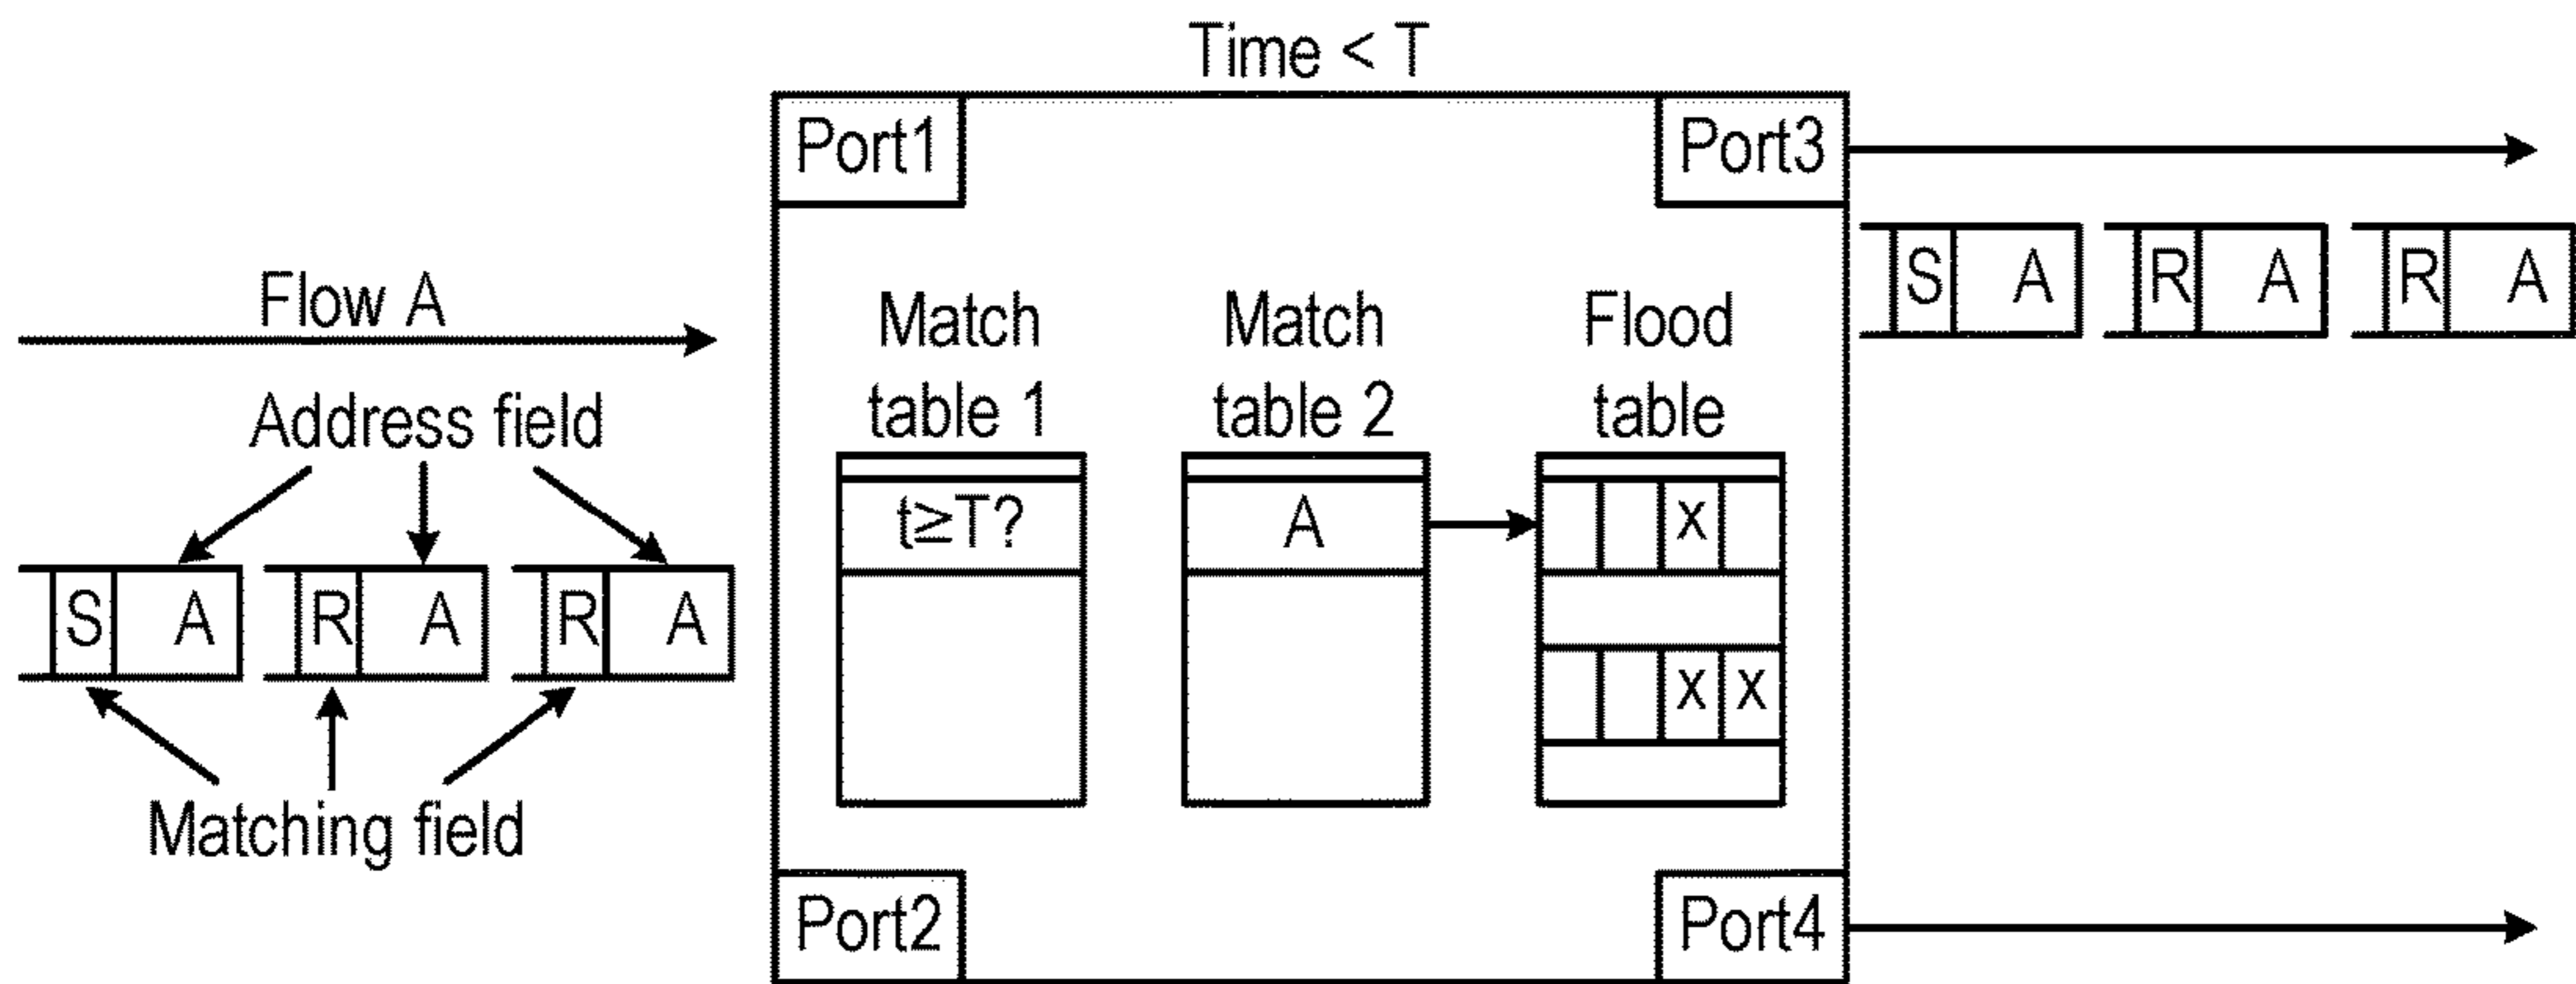 Time < T
Port1
Port3
Flow A
S A R A R A
Match table 1
Match table 2
Flood table
Address field
t≥T?
A
x
S A R A R A
x x
Matching field
Port2
Port4